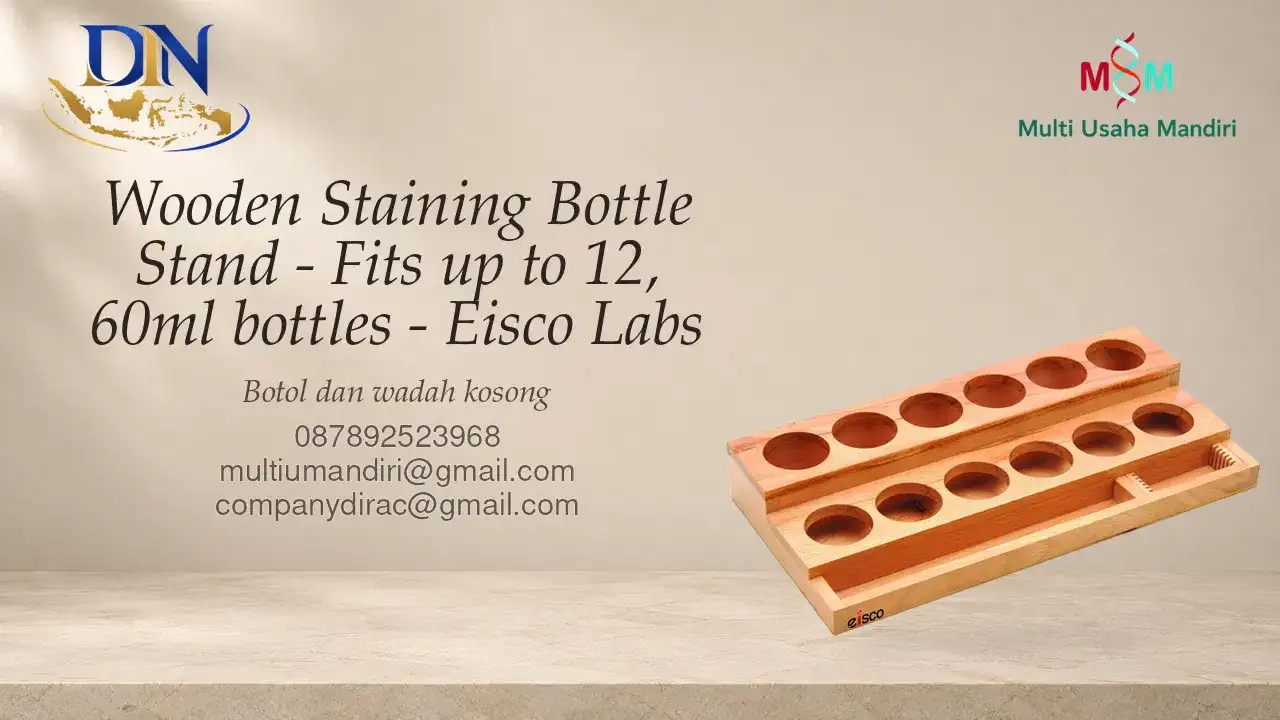 DIN
M M
Multi Usaha Mandiri
Wooden Staining Bottle
Stand - Fits up to 12,
60ml bottles - Eisco Labs
Botol dan wadah kosong
087892523968
multiumandiri@gmail.com
companydirac@gmail.com
eisco